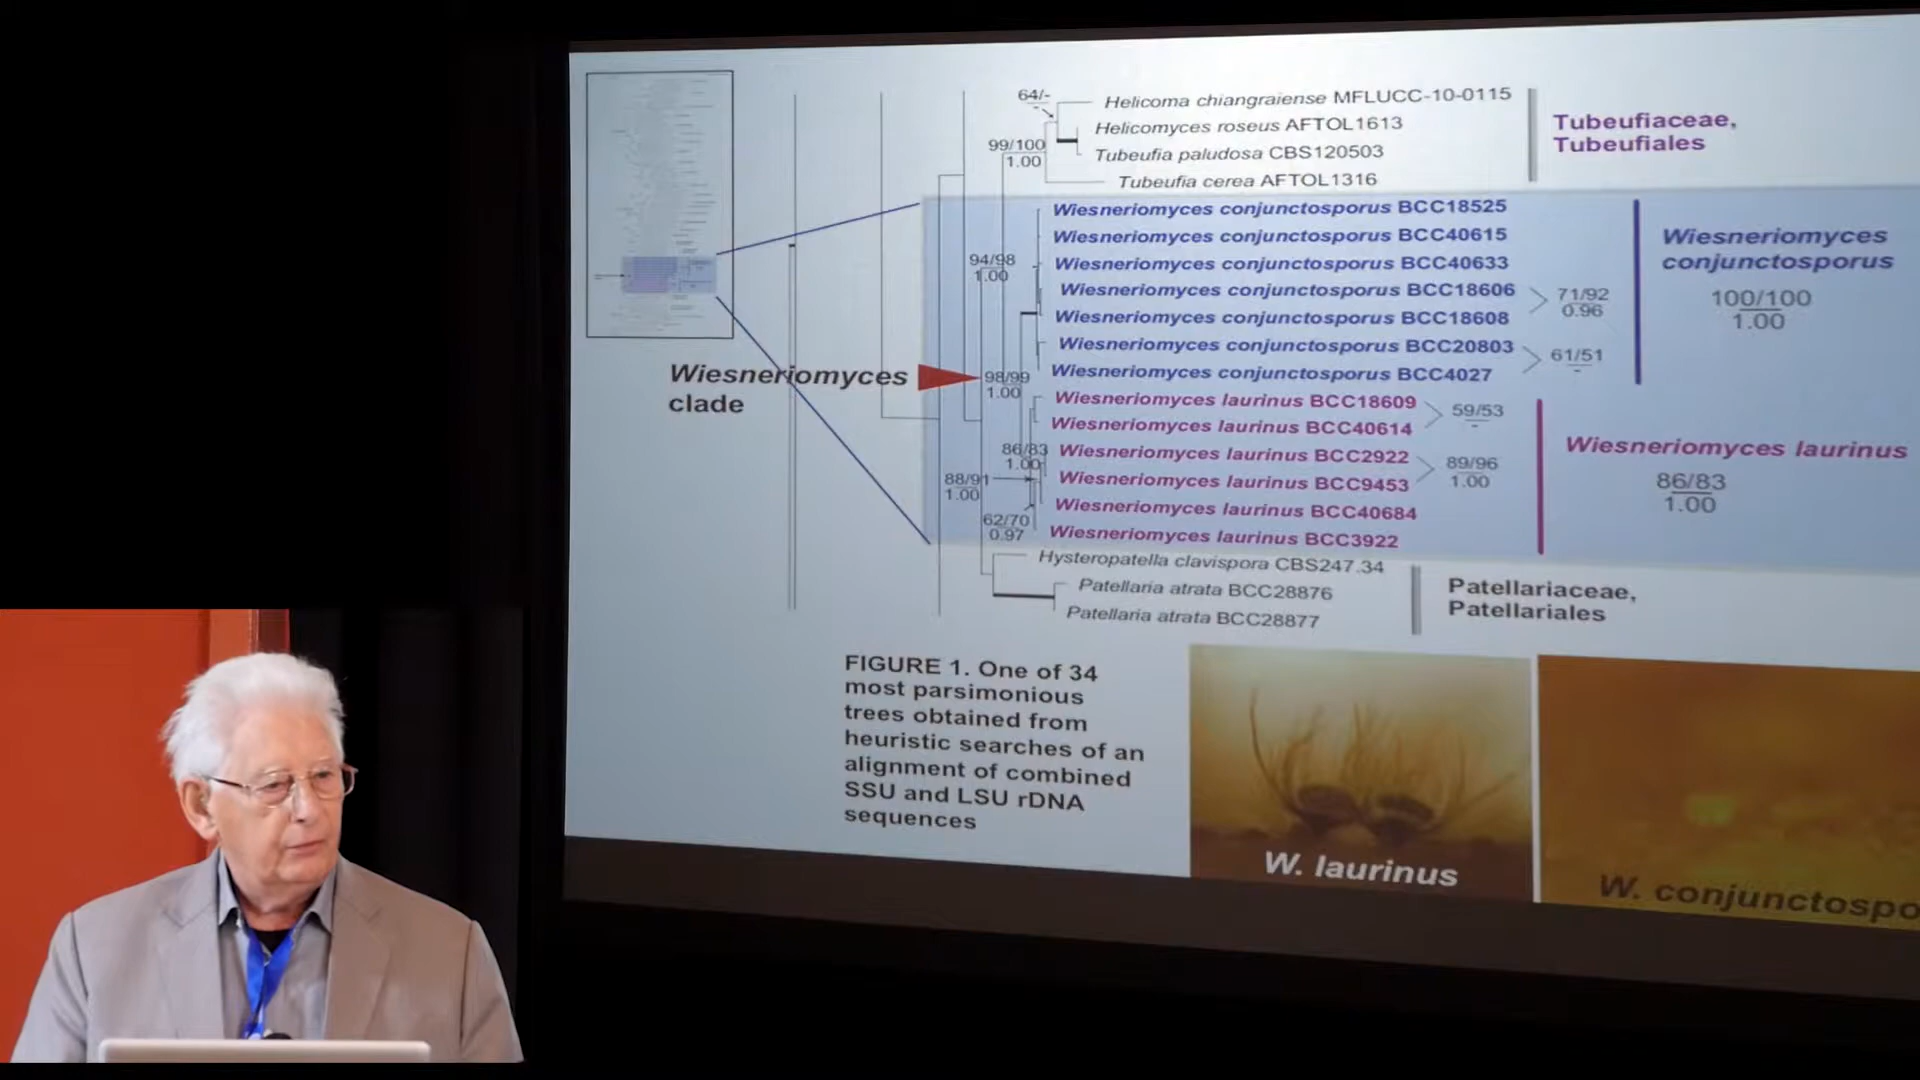 64/-
-
Helicoma chiangraiense MFLUCC-10-0115
Helicomyces roseus AFTOL1613
99/100
1.00
Tubeufia paludosa CBS120503
Tubeufia cerea AFTOL1316
Tubeufiaceae,
Tubeufiales
Wiesneriomyces conjunctosporus BCC18525
Wiesneriomyces conjunctosporus BCC40615
94/98
1.00
Wiesneriomyces conjunctosporus BCC40633
Wiesneriomyces conjunctosporus BCC18606
71/92
0.96
Wiesneriomyces conjunctosporus BCC18608
Wiesneriomyces conjunctosporus BCC20803
61/51
-
Wiesneriomyces conjunctosporus BCC4027
Wiesneriomyces
conjunctosporus
100/100
1.00
Wiesneriomyces
clade
98/99
1.00
Wiesneriomyces laurinus BCC18609
59/53
-
Wiesneriomyces laurinus BCC40614
86/83
1.00
Wiesneriomyces laurinus BCC2922
89/96
1.00
88/91
1.00
Wiesneriomyces laurinus BCC9453
Wiesneriomyces laurinus BCC40684
62/70
0.97
Wiesneriomyces laurinus BCC3922
Wiesneriomyces laurinus
86/83
1.00
Hysteropatella clavispora CBS247.34
Patellaria atrata BCC28876
Patellaria atrata BCC28877
Patellariaceae,
Patellariales
FIGURE 1. One of 34
most parsimonious
trees obtained from
heuristic searches of an
alignment of combined
SSU and LSU rDNA
sequences
W. laurinus
W. conjunctospo